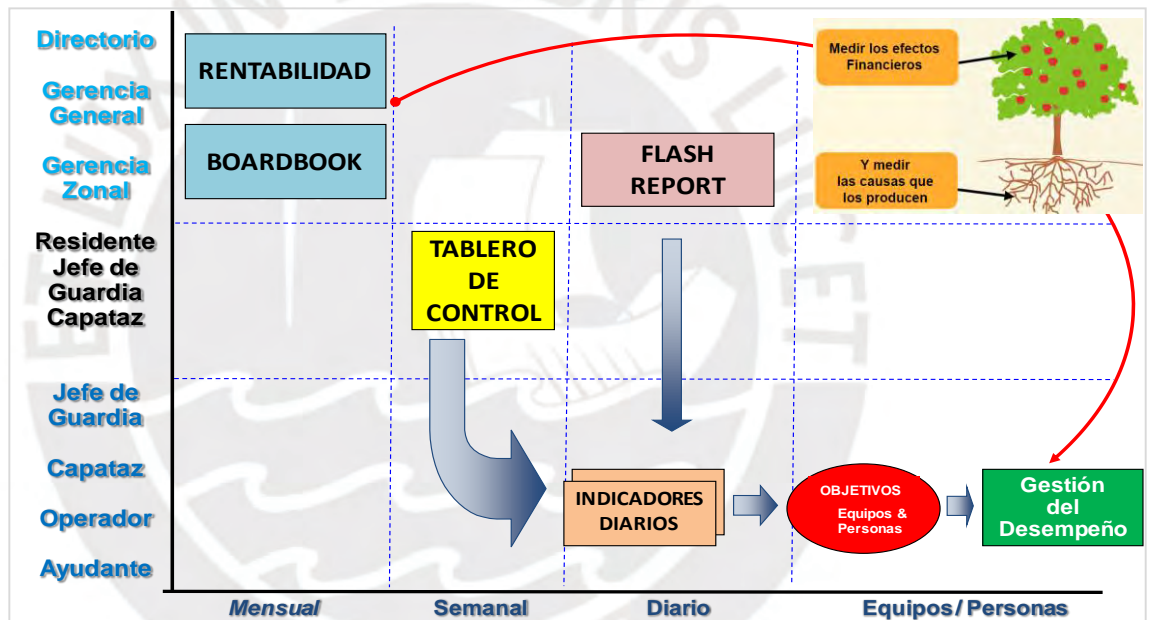 Directorio
Gerencia
General
Gerencia
Zonal
Residente
Jefe de
Guardia
Capataz
Jefe de
Guardia
Capataz
Operador
Ayudante
RENTABILIDAD
BOARDBOOK
TABLERO
DE
CONTROL
FLASH
REPORT
Medir los efectos
Financieros
Y medir
las causas que
los producen
INDICADORES
DIARIOS
OBJETIVOS
Equipos &
Personas
Gestión
del
Desempeño
Mensual
Semanal
Diario
Equipos/Personas